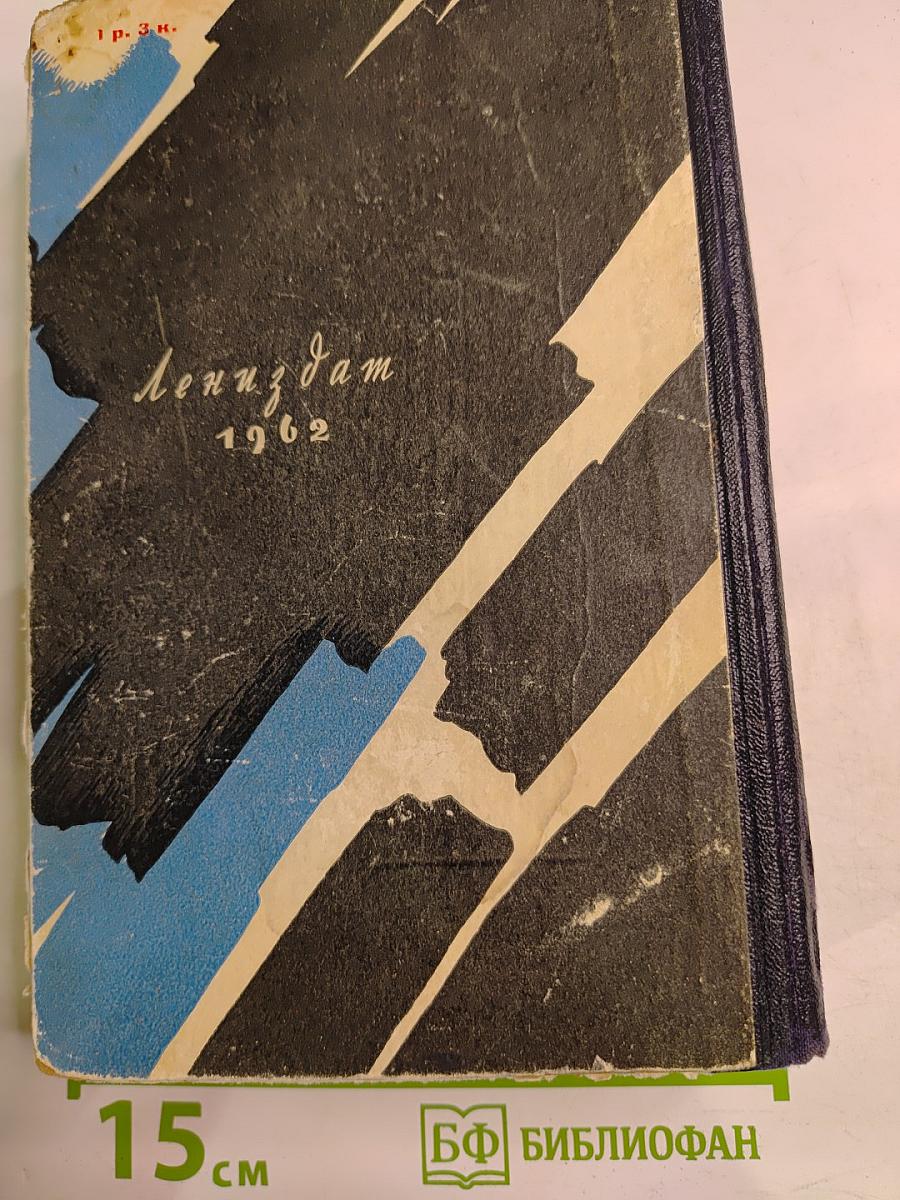 1 р. 3 к.
Лениздат
1962
15 см
БФ БИБЛИОФАН